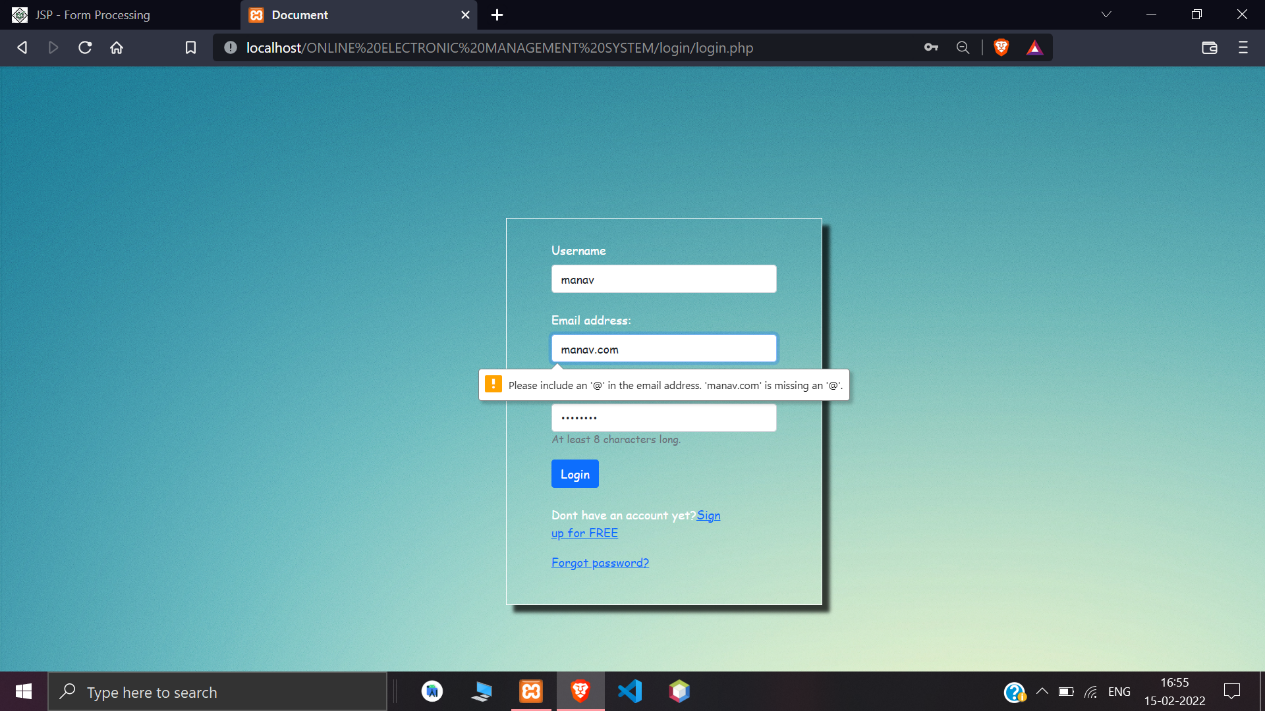 JSP - Form Processing
Document
localhost/ONLINE%20ELECTRONIC%20MANAGEMENT%20SYSTEM/login/login.php
Username
manav
Email address:
manav.com
Please include an '@' in the email address. 'manav.com' is missing an '@'.
••••••••
At least 8 characters long.
Login
Dont have an account yet?Sign
up for FREE
Forgot password?
Type here to search
ENG
16:55
15-02-2022